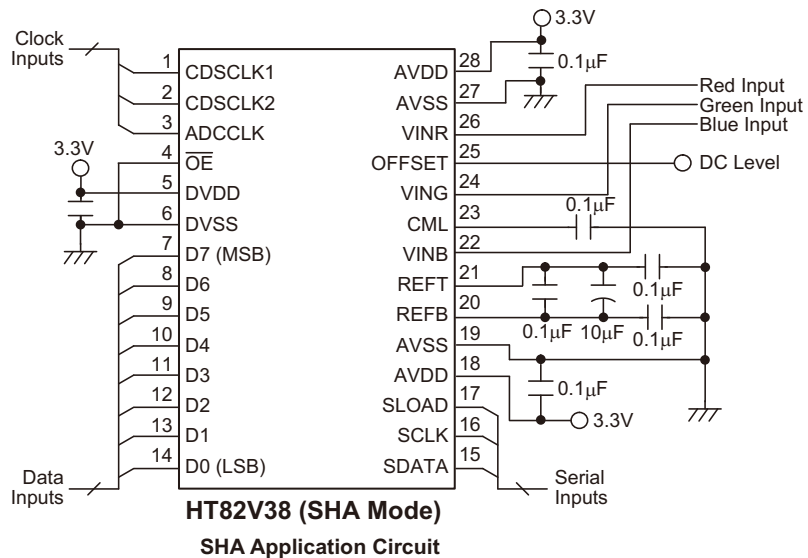 Clock
Inputs
3.3V
3.3V
0.1µF
1
CDSCLK1
2
CDSCLK2
3
ADCCLK
4
OE
5
DVDD
6
DVSS
7
D7 (MSB)
8
D6
9
D5
10
D4
11
D3
12
D2
13
D1
14
D0 (LSB)
Data
Inputs
28
AVDD
27
AVSS
26
VINR
25
OFFSET
24
VING
23
CML
22
VINB
21
REFT
20
REFB
19
AVSS
18
AVDD
17
SLOAD
16
SCLK
15
SDATA
Red Input
Green Input
Blue Input
DC Level
0.1µF
0.1µF
0.1µF
10µF
0.1µF
0.1µF
3.3V
Serial
Inputs
HT82V38 (SHA Mode)
SHA Application Circuit